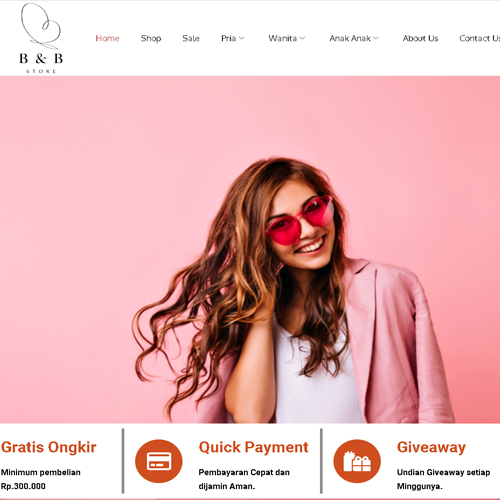 B & B
STORE
Home Shop Sale Pria Wanita Anak Anak About Us Contact Us
Gratis Ongkir
Minimum pembelian
Rp.300.000
Quick Payment
Pembayaran Cepat dan
dijamin Aman.
Giveaway
Undian Giveaway setiap
Minggunya.